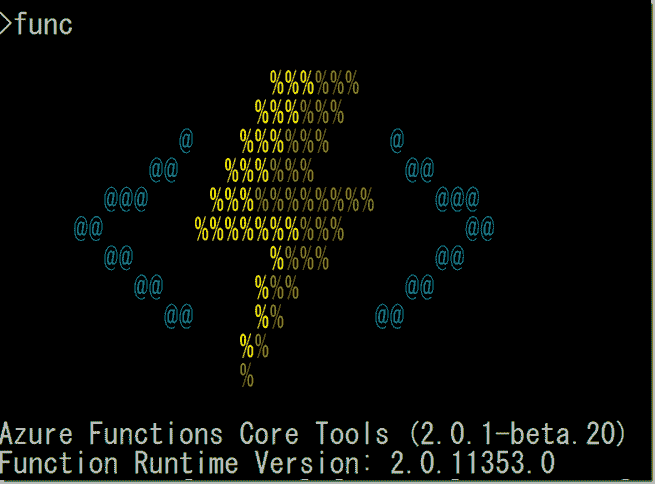 >func
%%%%%%
%%%%%%
@ %%%%%% @
@@ %%%%%% @@
@@@ %%%%%%%%%%% @@@
@@ %%%%%%%%%% @@
@@ %%%% @@
@@ %%% @@
@@ %% @@
%%
%
Azure Functions Core Tools (2.0.1-beta.20)
Function Runtime Version: 2.0.11353.0